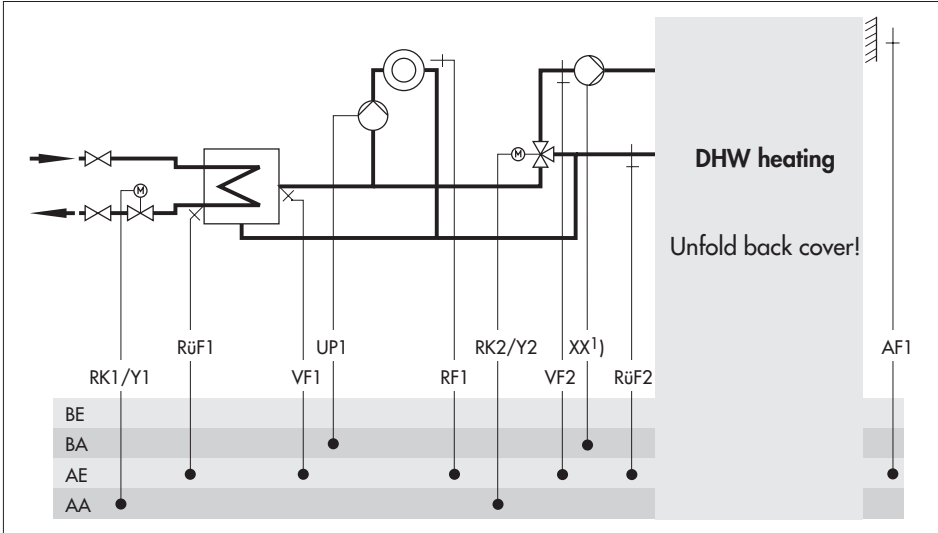 DHW heating
Unfold back cover!
M
M
RüF1 UP1 RK2/Y2 XX1) AF1
RK1/Y1 VF1 RF1 VF2 RüF2
BE
BA
AE
AA